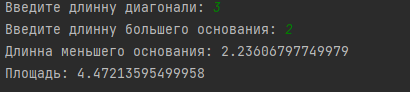 Введите длинну диагонали: 3
Введите длинну большего основания: 2
Длинна меньшего основания: 2.23606797749979
Площадь: 4.47213595499958